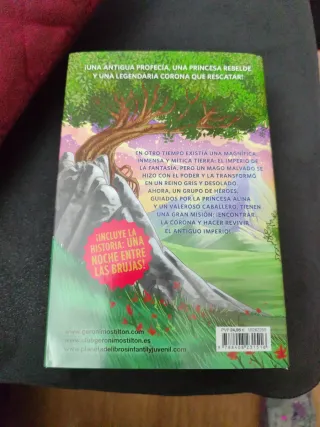 ¡UNA ANTIGUA PROFECÍA, UNA PRINCESA REBELDE
Y UNA LEGENDARIA CORONA QUE RESCATAR!
EN OTRO TIEMPO EXISTÍA UNA MAGNÍFICA,
INMENSA Y MÍTICA TIERRA: EL IMPERIO DE
LA FANTASÍA. PERO UN MAGO MALVADO SE
HIZO CON EL PODER Y LA TRANSFORMÓ
EN UN REINO GRIS Y DESOLADO.
AHORA, UN GRUPO DE HÉROES,
GUIADOS POR LA PRINCESA ALINA
Y UN VALEROSO CABALLERO, TIENEN
UNA GRAN MISIÓN: ¡ENCONTRAR
LA CORONA Y HACER REVIVIR
EL ANTIGUO IMPERIO!
¡INCLUYE LA
HISTORIA: UNA
NOCHE ENTRE
LAS BRUJAS!
www.geronimostilton.com
www.clubgeronimostilton.es
www.planetadelibrosinfantilyjuvenil.com
PVP